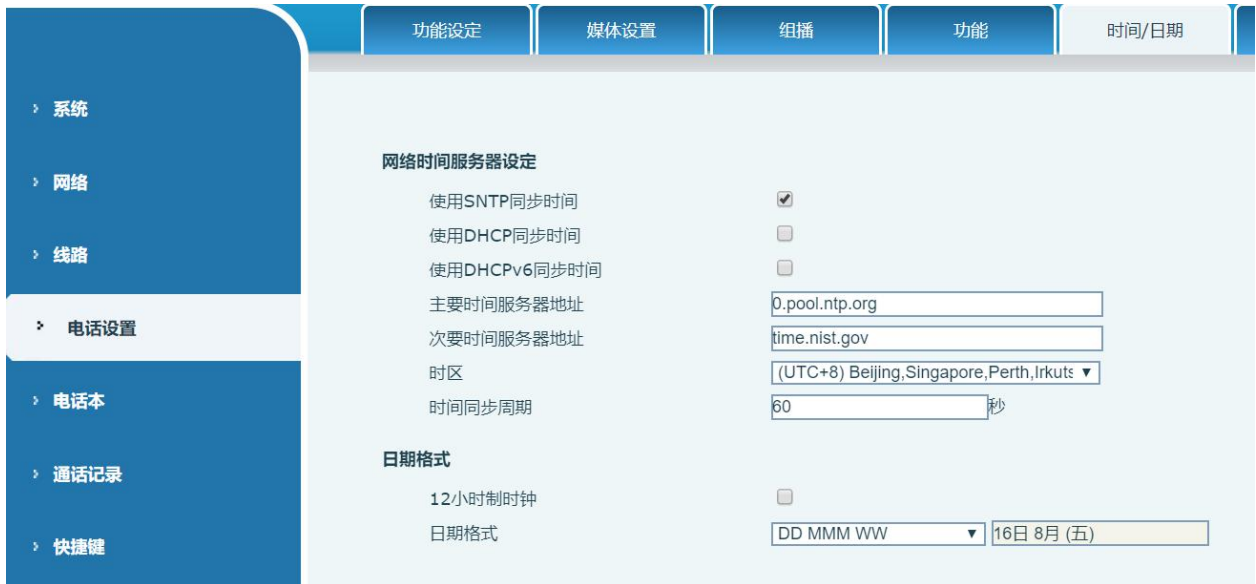 功能设定 媒体设置 组播 功能 时间/日期
系统
网络
线路
电话设置
电话本
通话记录
快捷键
网络时间服务器设定
使用SNTP同步时间
使用DHCP同步时间
使用DHCPv6同步时间
主要时间服务器地址 0.pool.ntp.org
次要时间服务器地址 time.nist.gov
时区 (UTC+8) Beijing,Singapore,Perth,Irkuts
时间同步周期 60 秒
日期格式
12小时制时钟
日期格式 DD MMM WW 16日 8月 (五)